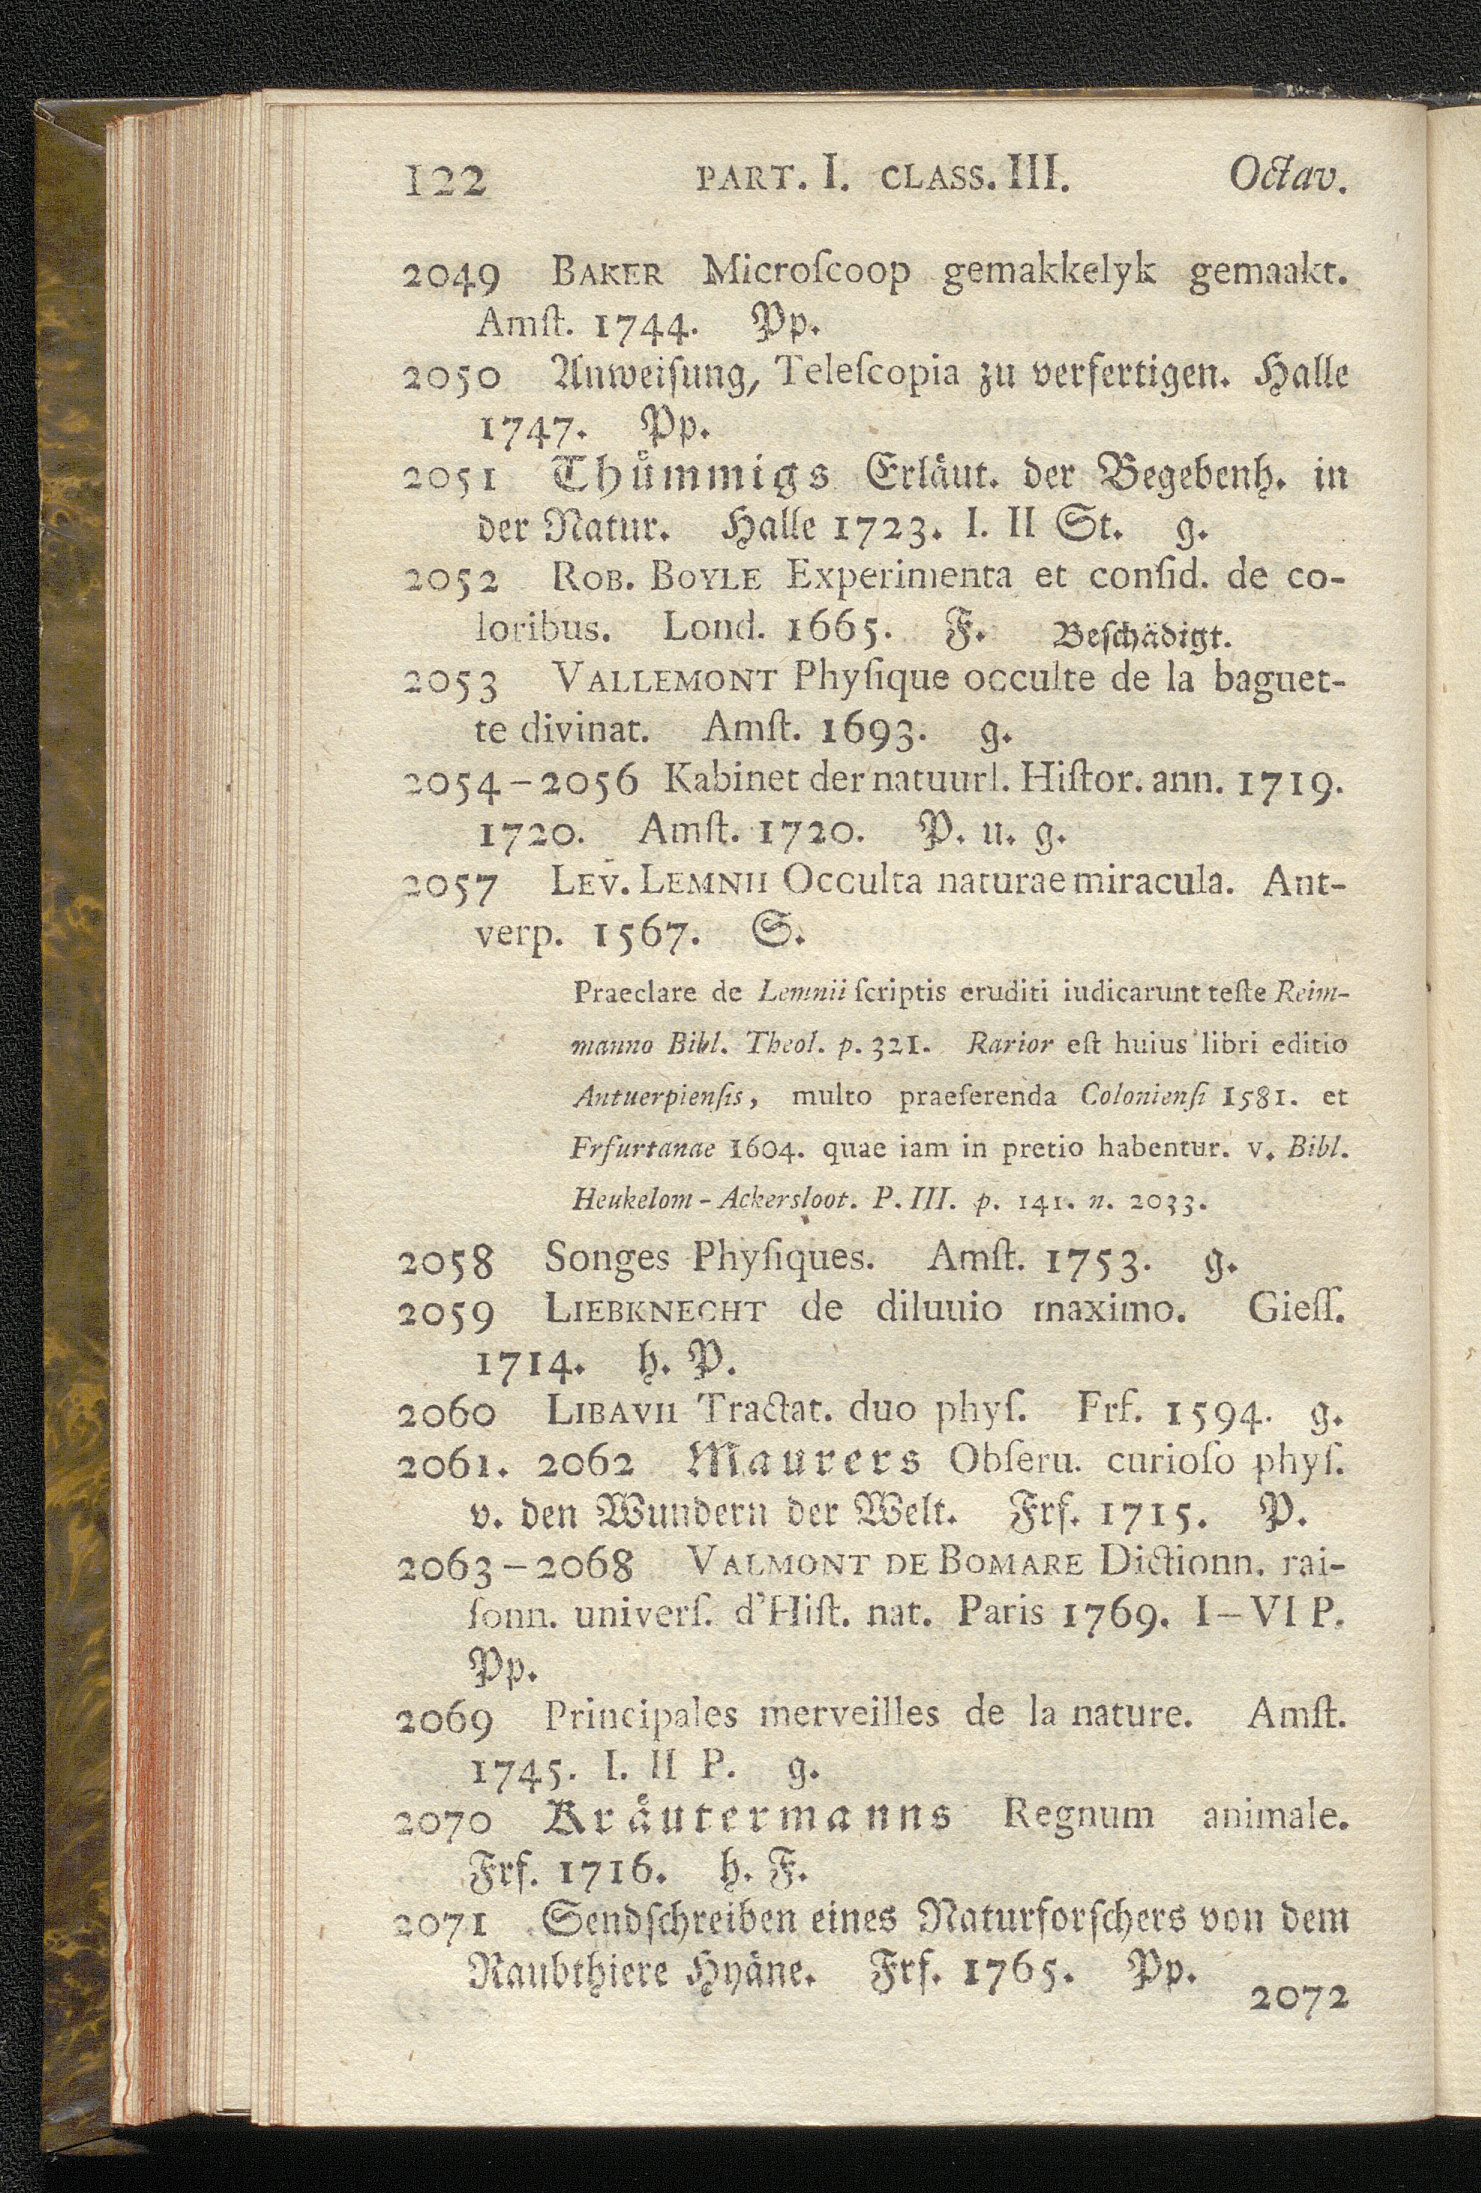 122 PART. I. CLASS. III. Octav.
2049 BAKER Microſcoop gemakkelyk gemaakt.
Amſt. 1744. Pp.
2050 Anweiſung, Teleſcopia zu verfertigen. Halle
1747. Pp.
2051 Thuͤmmigs Erlaͤut. der Begebenh. in
der Natur. Halle 1723. I. II St. g.
2052 ROB. BOYLE Experimenta et conſid. de co-
loribus. Lond. 1665. F. Beſchädigt.
2053 VALLEMONT Phyſique occulte de la baguet-
te divinat. Amſt. 1693. g.
2054–2056 Kabinet der natuurl. Hiſtor. ann. 1719.
1720. Amſt. 1720. P. u. g.
2057 LEV. LEMNII Occulta naturae miracula. Ant-
verp. 1567. S.
Praeclare de Lemnii ſcriptis eruditi iudicarunt teſte Reim-
manno Bibl. Theol. p. 321. Rarior eſt huius libri editio
Antuerpienſis, multo praeferenda Colonienſi 1581. et
Frfurtanae 1604. quae iam in pretio habentur. v. Bibl.
Heukelom-Ackersloot. P. III. p. 141. n. 2033.
2058 Songes Phyſiques. Amſt. 1753. g.
2059 LIEBKNECHT de diluuio maximo. Gieſſ.
1714. h. P.
2060 LIBAVII Tractat. duo phyſ. Frf. 1594. g.
2061. 2062 Maurers Obſeru. curioſo phyſ.
v. den Wundern der Welt. Frf. 1715. P.
2063–2068 VALMONT DE BOMARE Dictionn. rai-
ſonn. univerſ. d'Hiſt. nat. Paris 1769. I–VI P.
Pp.
2069 Principales merveilles de la nature. Amſt.
1745. I. II P. g.
2070 Kraͤutermanns Regnum animale.
Frf. 1716. h. F.
2071 Sendſchreiben eines Naturforſchers von dem
Raubthiere Hyaͤne. Frf. 1765. Pp.
2072